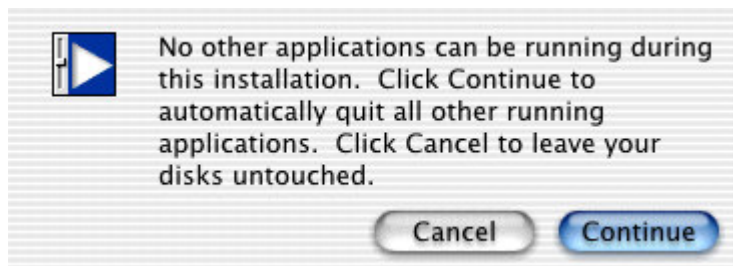 No other applications can be running during
this installation.  Click Continue to
automatically quit all other running
applications.  Click Cancel to leave your
disks untouched.
Cancel Continue